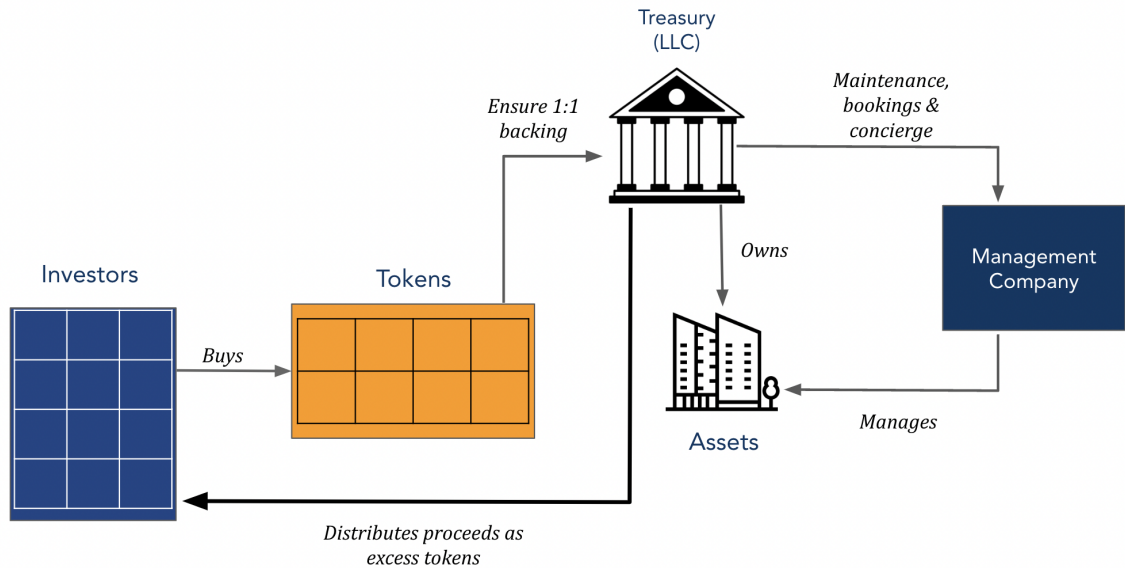 Treasury
(LLC)
Maintenance,
bookings &
concierge
Ensure 1:1
backing
Owns
Management
Company
Investors
Tokens
Buys
Manages
Assets
Distributes proceeds as
excess tokens